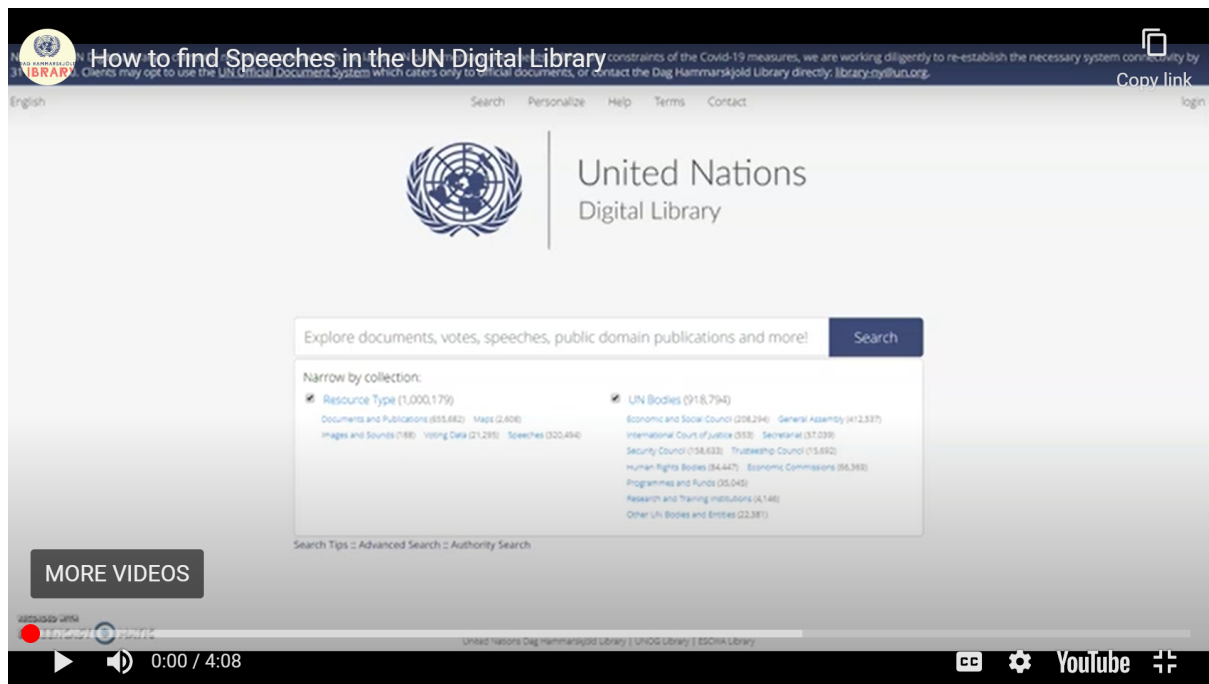 How to find Speeches in the UN Digital Library
constraints of the Covid-19 measures, we are working diligently to re-establish the necessary system connectivity by
Clients may opt to use the UN Official Document System which caters only to official documents, or contact the Dag Hammarskjold Library directly: library-ny@un.org.
LIBRARY
Copy link
English Search Personalize Help Terms Contact login
United Nations
Digital Library
Explore documents, votes, speeches, public domain publications and more! Search
Narrow by collection:
Resource Type (1,000,179) UN Bodies (918,794)
Documents and Publications (655,682) Maps (2,608) Economic and Social Council (208,294) General Assembly (412,537)
Images and Sounds (188) Voting Data (21,295) Speeches (320,494) International Court of Justice (553) Secretariat (57,039)
Security Council (158,633) Trusteeship Council (15,692)
Human Rights Bodies (84,447) Economic Commissions (66,363)
Programmes and Funds (35,045)
Research and Training Institutions (4,146)
Other UN Bodies and Entities (22,381)
Search Tips :: Advanced Search :: Authority Search
MORE VIDEOS
RECORDED WITH
United Nations Dag Hammarskjöld Library | UNOG Library | ESCWA Library
0:00 / 4:08 CC YouTube